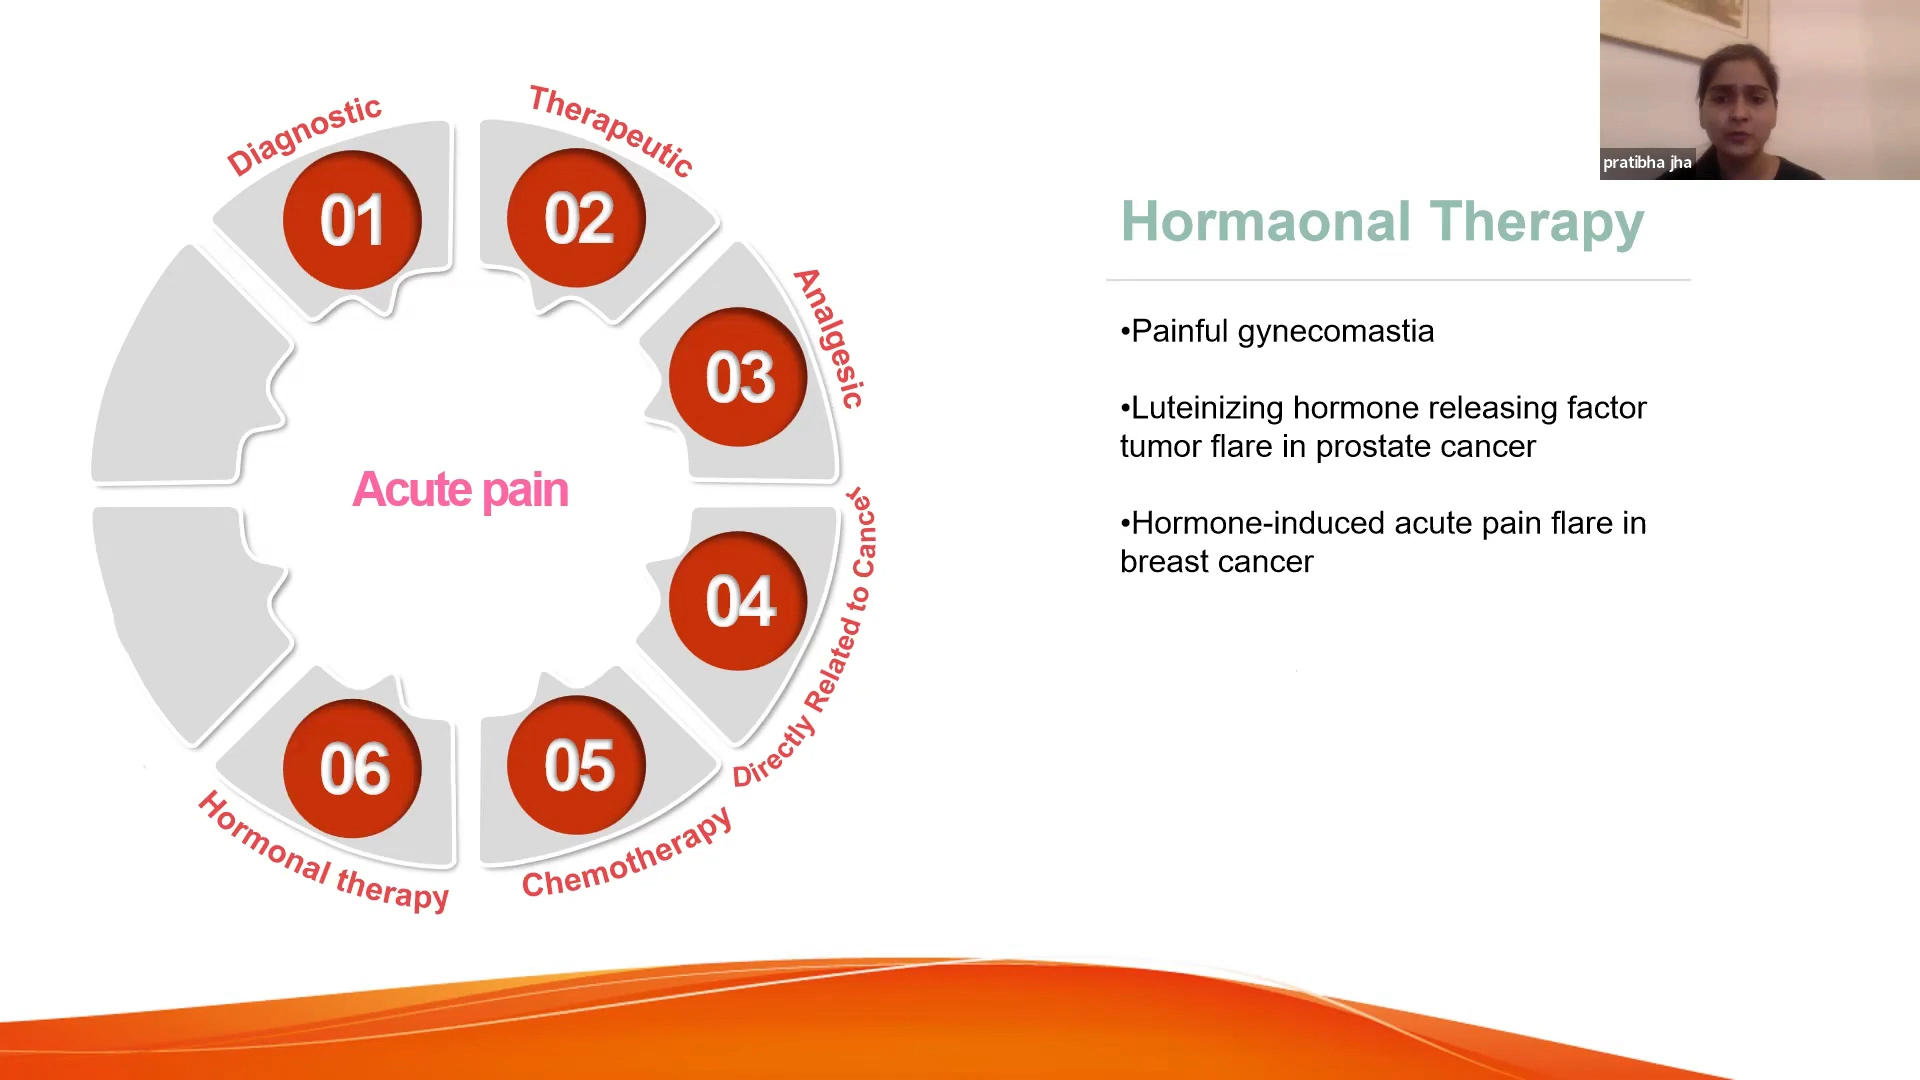 Diagnostic
Therapeutic
01
02
Analgesic
03
Acute pain
Directly Related to Cancer
04
06
05
Hormonal therapy
Chemotherapy
pratibha jha
Hormaonal Therapy
•Painful gynecomastia
•Luteinizing hormone releasing factor
tumor flare in prostate cancer
•Hormone-induced acute pain flare in
breast cancer